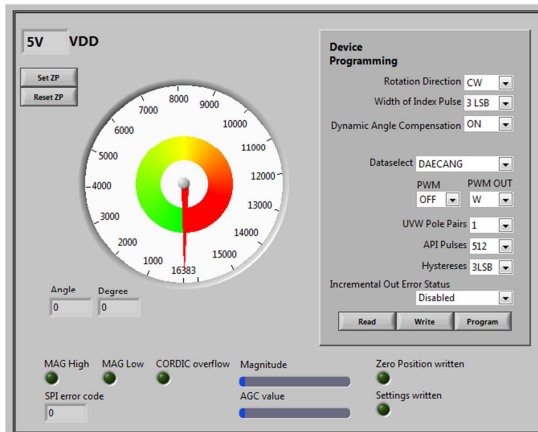 5V VDD
Set ZP
Reset ZP
8000
7000
9000
6000
10000
5000
11000
4000
12000
3000
13000
2000
14000
1000
15000
16383
Angle Degree
0 0
Device
Programming
Rotation Direction CW
Width of Index Pulse 3 LSB
Dynamic Angle Compensation ON
Dataselect DAECANG
PWM PWM OUT
OFF W
UVW Pole Pairs 1
API Pulses 512
Hystereses 3LSB
Incremental Out Error Status
Disabled
Read Write Program
MAG High MAG Low CORDIC overflow Magnitude Zero Position written
SPI error code AGC value Settings written
0